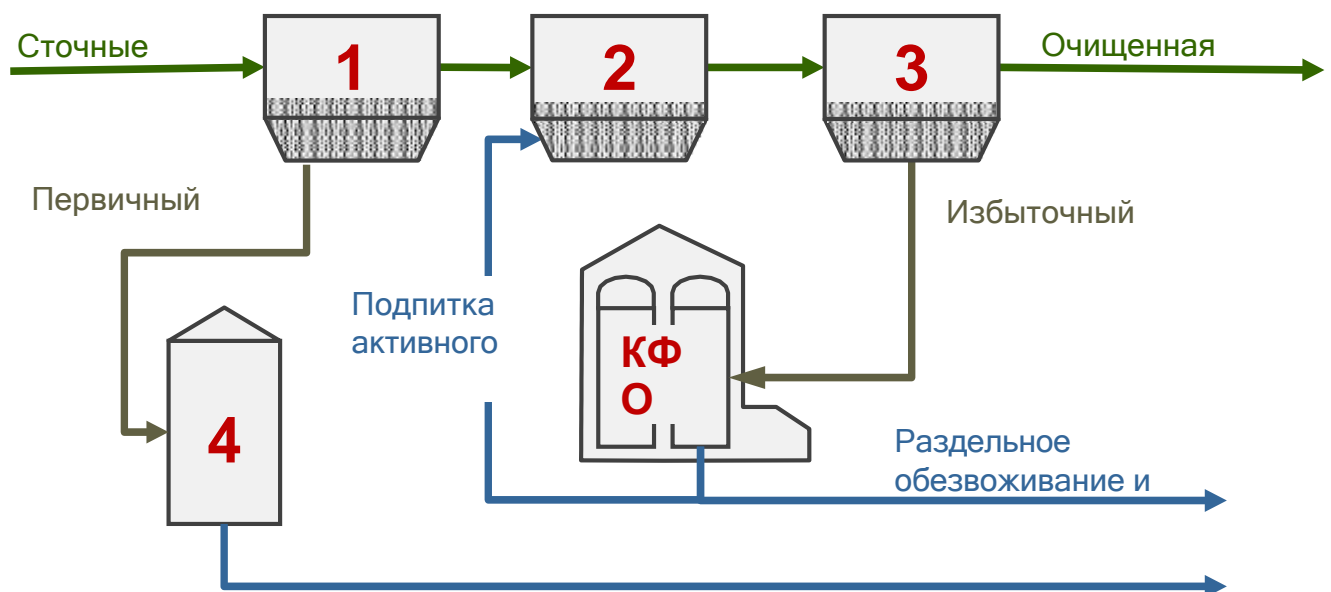 Сточные
1
2
3
Очищенная
Первичный
Избыточный
Подпитка
активного
КФ
О
4
Раздельное
обезвоживание и